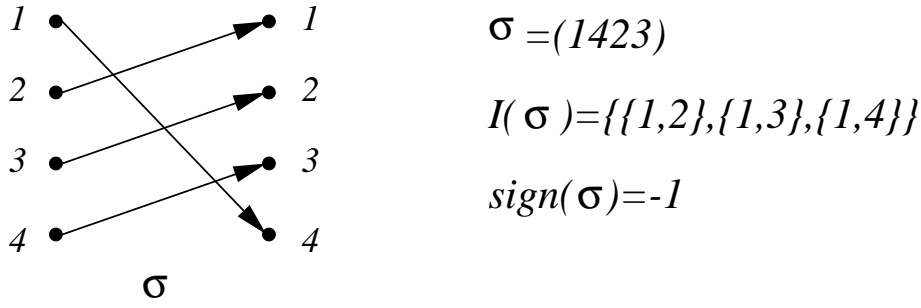 1 1
2 2
3 3
4 4
σ
σ =(1423)
I( σ )={{1,2},{1,3},{1,4}}
sign(σ)=-1